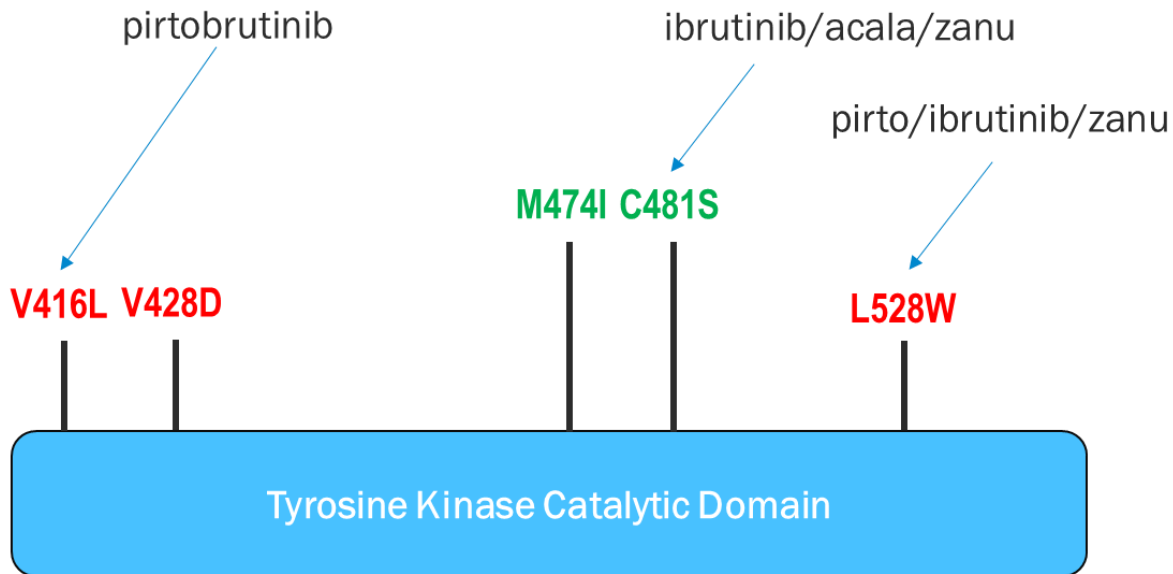 pirtobrutinib
ibrutinib/acala/zanu
pirto/ibrutinib/zanu
M474I C481S
V416L V428D
L528W
Tyrosine Kinase Catalytic Domain